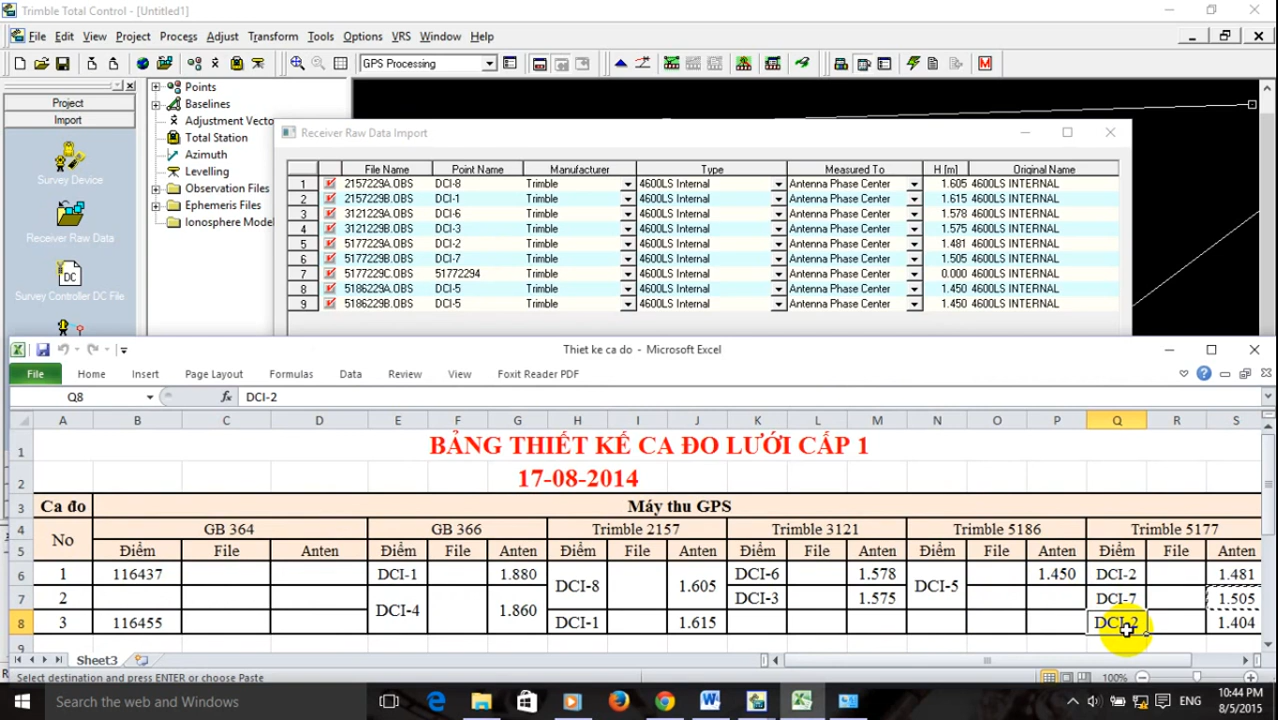 Trimble Total Control - [Untitled1]
File Edit View Project Process Adjust Transform Tools Options VRS Window Help
GPS Processing
Project
Import
Survey Device
Receiver Raw Data
Survey Controller DC File
Points
Baselines
Adjustment Vecto
Total Station
Azimuth
Levelling
Observation Files
Ephemeris Files
Ionosphere Model
Receiver Raw Data Import
File Name Point Name Manufacturer Type Measured To H [m] Original Name
1 2157229A.OBS DCI-8 Trimble 4600LS Internal Antenna Phase Center 1.605 4600LS INTERNAL
2 2157229B.OBS DCI-1 Trimble 4600LS Internal Antenna Phase Center 1.615 4600LS INTERNAL
3 3121229A.OBS DCI-6 Trimble 4600LS Internal Antenna Phase Center 1.578 4600LS INTERNAL
4 3121229B.OBS DCI-3 Trimble 4600LS Internal Antenna Phase Center 1.575 4600LS INTERNAL
5 5177229A.OBS DCI-2 Trimble 4600LS Internal Antenna Phase Center 1.481 4600LS INTERNAL
6 5177229B.OBS DCI-7 Trimble 4600LS Internal Antenna Phase Center 1.505 4600LS INTERNAL
7 5177229C.OBS 51772294 Trimble 4600LS Internal Antenna Phase Center 0.000 4600LS INTERNAL
8 5186229A.OBS DCI-5 Trimble 4600LS Internal Antenna Phase Center 1.450 4600LS INTERNAL
9 5186229B.OBS DCI-5 Trimble 4600LS Internal Antenna Phase Center 1.450 4600LS INTERNAL
Thiet ke ca do - Microsoft Excel
File Home Insert Page Layout Formulas Data Review View Foxit Reader PDF
Q8 fx DCI-2
A B C D E F G H I J K L M N O P Q R S
1 BẢNG THIẾT KẾ CA ĐO LƯỚI CẤP 1
2 17-08-2014
3 Ca đo Máy thu GPS
4 No GB 364 GB 366 Trimble 2157 Trimble 3121 Trimble 5186 Trimble 5177
5 Điểm File Anten Điểm File Anten Điểm File Anten Điểm File Anten Điểm File Anten Điểm File Anten
6 1 116437 DCI-1 1.880 DCI-8 1.605 DCI-6 1.578 DCI-5 1.450 DCI-2 1.481
7 2 DCI-4 1.860 DCI-3 1.575 DCI-7 1.505
8 3 116455 DCI-1 1.615 DCI-2 1.404
9
Sheet3
Select destination and press ENTER or choose Paste 100%
Search the web and Windows
ENG
10:44 PM
8/5/2015